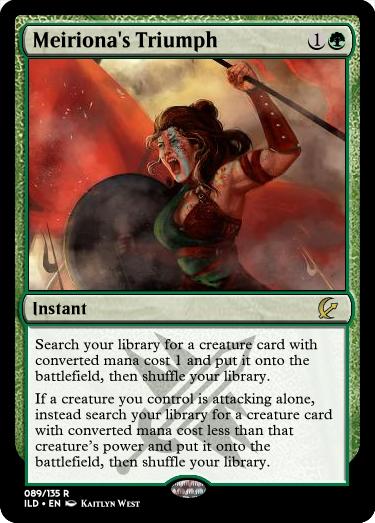 Meiriona's Triumph 1
Instant
Search your library for a creature card with
converted mana cost 1 and put it onto the
battlefield, then shuffle your library.
If a creature you control is attacking alone,
instead search your library for a creature card
with converted mana cost less than that
creature's power and put it onto the
battlefield, then shuffle your library.
089/135 R
ILD • EN Kaitlyn West